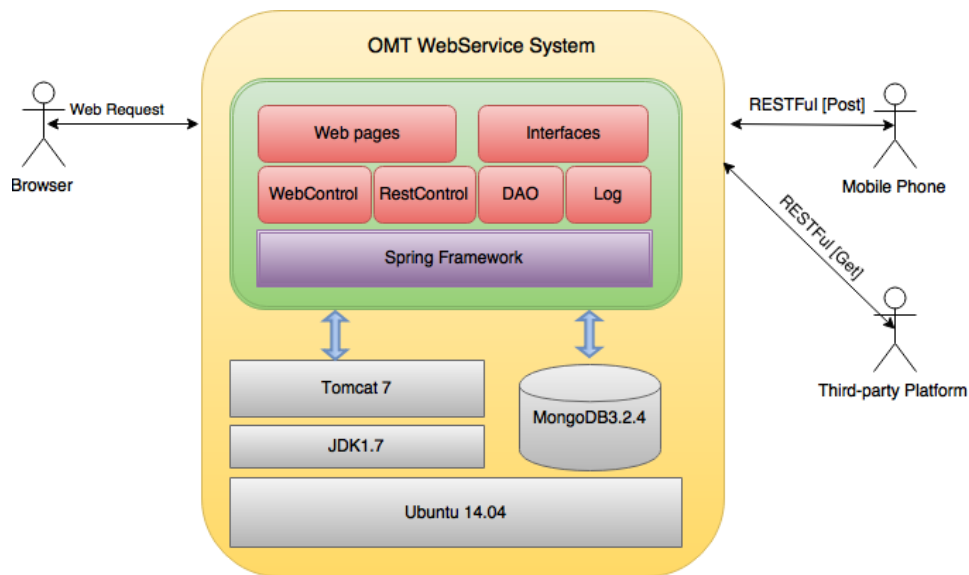 OMT WebService System
Web Request
Browser
RESTFul [Post]
Mobile Phone
RESTFul [Get]
Third-party Platform
Web pages
Interfaces
WebControl
RestControl
DAO
Log
Spring Framework
Tomcat 7
MongoDB3.2.4
JDK1.7
Ubuntu 14.04